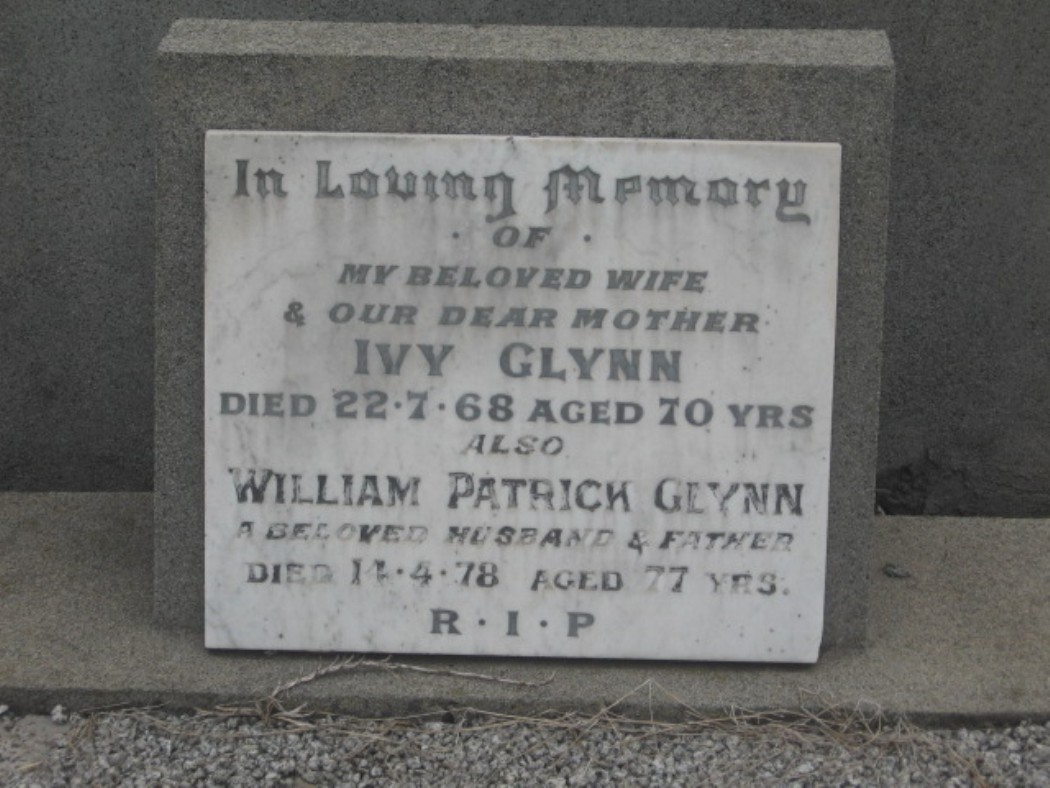 In Loving Memory
· OF ·
MY BELOVED WIFE
& OUR DEAR MOTHER
IVY GLYNN
DIED 22·7·68 AGED 70 YRS
ALSO
WILLIAM PATRICK GLYNN
A BELOVED HUSBAND & FATHER
DIED 14·4·78 AGED 77 YRS.
R·I·P